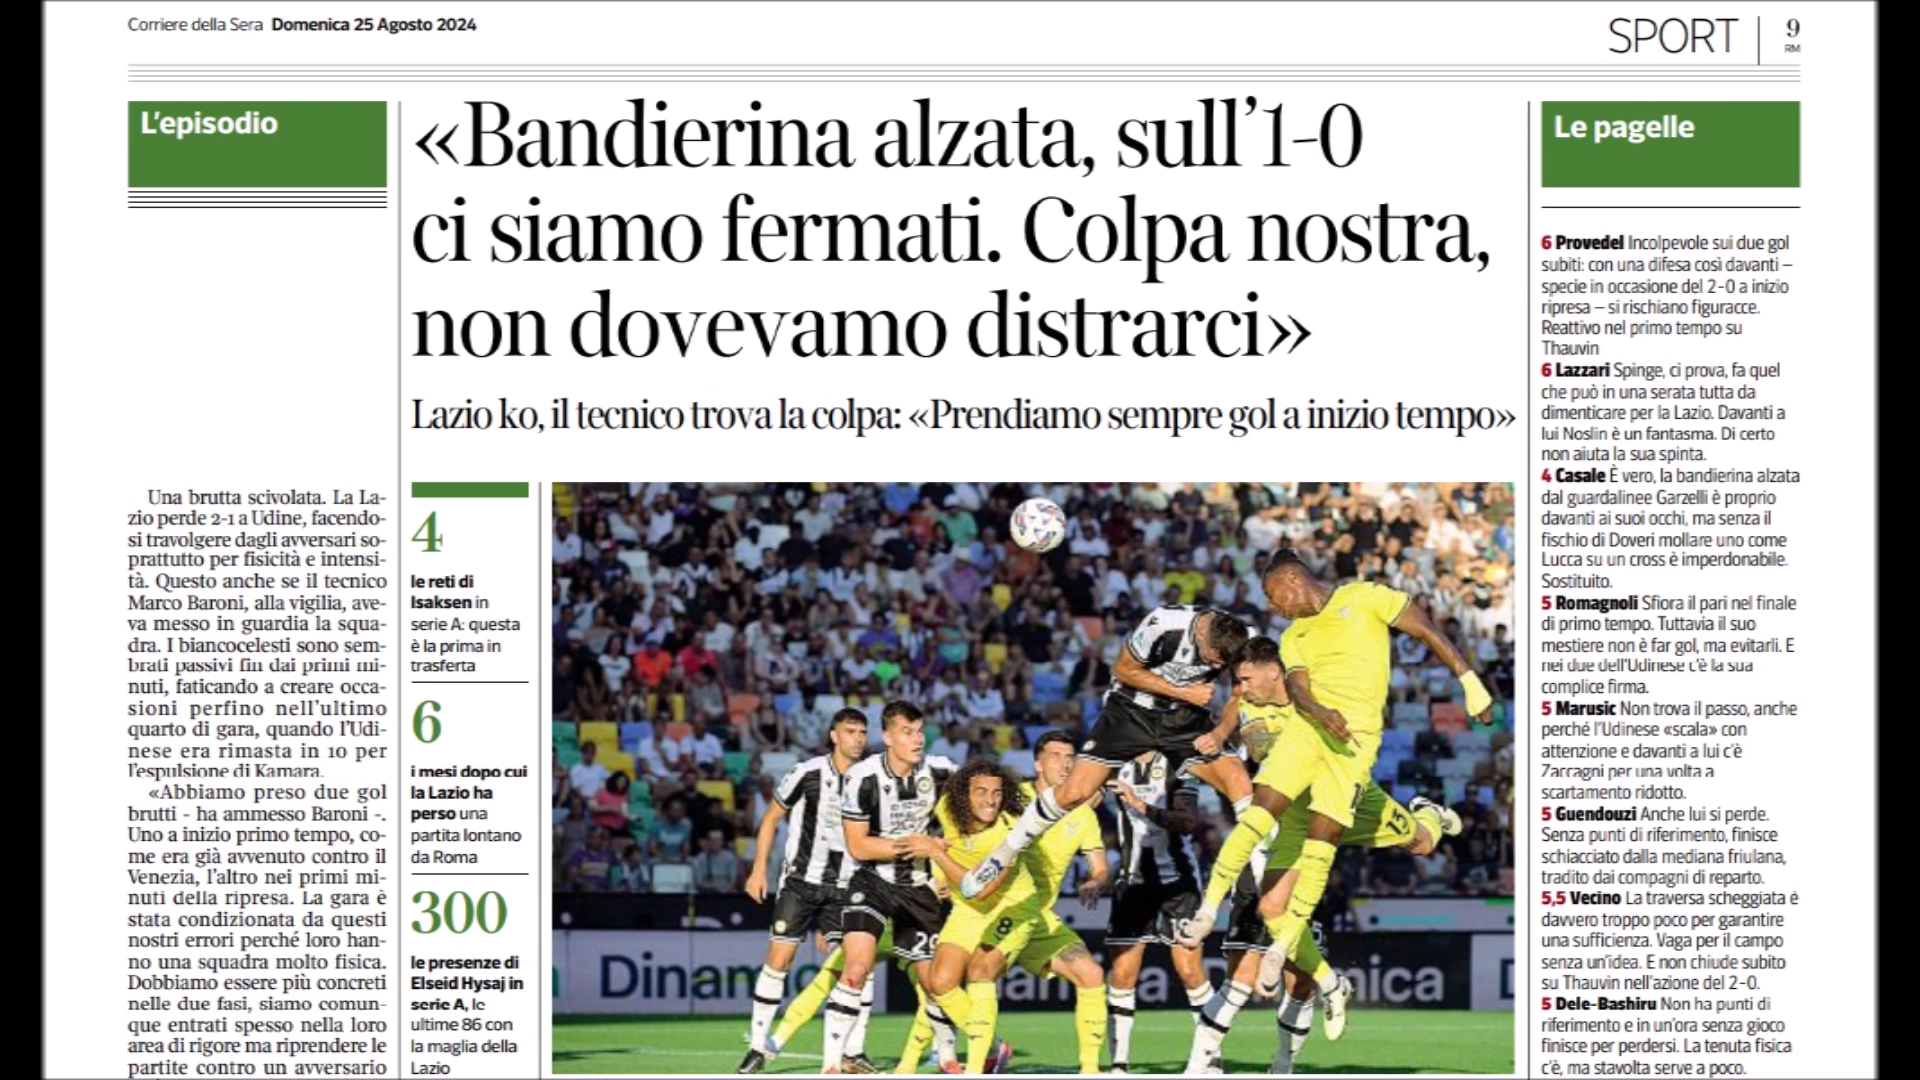 Corriere della Sera Domenica 25 Agosto 2024
SPORT
9
RM
L'episodio
Una brutta scivolata. La La-
zio perde 2-1 a Udine, facendo-
si travolgere dagli avversari so-
prattutto per fisicità e intensi-
tà. Questo anche se il tecnico
Marco Baroni, alla vigilia, ave-
va messo in guardia la squa-
dra. I biancocelesti sono sem-
brati passivi fin dai primi mi-
nuti, faticando a creare occa-
sioni perfino nell'ultimo
quarto di gara, quando l'Udi-
nese era rimasta in 10 per
l'espulsione di Kamara.
«Abbiamo preso due gol
brutti - ha ammesso Baroni -.
Uno a inizio primo tempo, co-
me era già avvenuto contro il
Venezia, l'altro nei primi mi-
nuti della ripresa. La gara è
stata condizionata da questi
nostri errori perché loro han-
no una squadra molto fisica.
Dobbiamo essere più concreti
nelle due fasi, siamo comun-
que entrati spesso nella loro
area di rigore ma riprendere le
partite contro un avversario
«Bandierina alzata, sull'1-0
ci siamo fermati. Colpa nostra,
non dovevamo distrarci»
Lazio ko, il tecnico trova la colpa: «Prendiamo sempre gol a inizio tempo»
4
le reti di
Isaksen in
serie A: questa
è la prima in
trasferta
6
i mesi dopo cui
la Lazio ha
perso una
partita lontano
da Roma
300
le presenze di
Elseid Hysaj in
serie A, le
ultime 86 con
la maglia della
Lazio
Dinam
8
29
13
Le pagelle
6 Provedel Incolpevole sui due gol
subiti: con una difesa così davanti –
specie in occasione del 2-0 a inizio
ripresa – si rischiano figuracce.
Reattivo nel primo tempo su
Thauvin
6 Lazzari Spinge, ci prova, fa quel
che può in una serata tutta da
dimenticare per la Lazio. Davanti a
lui Noslin è un fantasma. Di certo
non aiuta la sua spinta.
4 Casale È vero, la bandierina alzata
dal guardalinee Garzelli è proprio
davanti ai suoi occhi, ma senza il
fischio di Doveri mollare uno come
Lucca su un cross è imperdonabile.
Sostituito.
5 Romagnoli Sfiora il pari nel finale
di primo tempo. Tuttavia il suo
mestiere non è far gol, ma evitarli. E
nei due dell'Udinese c'è la sua
complice firma.
5 Marusic Non trova il passo, anche
perché l'Udinese «scala» con
attenzione e davanti a lui c'è
Zaccagni per una volta a
scartamento ridotto.
5 Guendouzi Anche lui si perde.
Senza punti di riferimento, finisce
schiacciato dalla mediana friulana,
tradito dai compagni di reparto.
5,5 Vecino La traversa scheggiata è
davvero troppo poco per garantire
una sufficienza. Vaga per il campo
senza un'idea. E non chiude subito
su Thauvin nell'azione del 2-0.
5 Dele-Bashiru Non ha punti di
riferimento e in un'ora senza gioco
finisce per perdersi. La tenuta fisica
c'è, ma stavolta serve a poco.